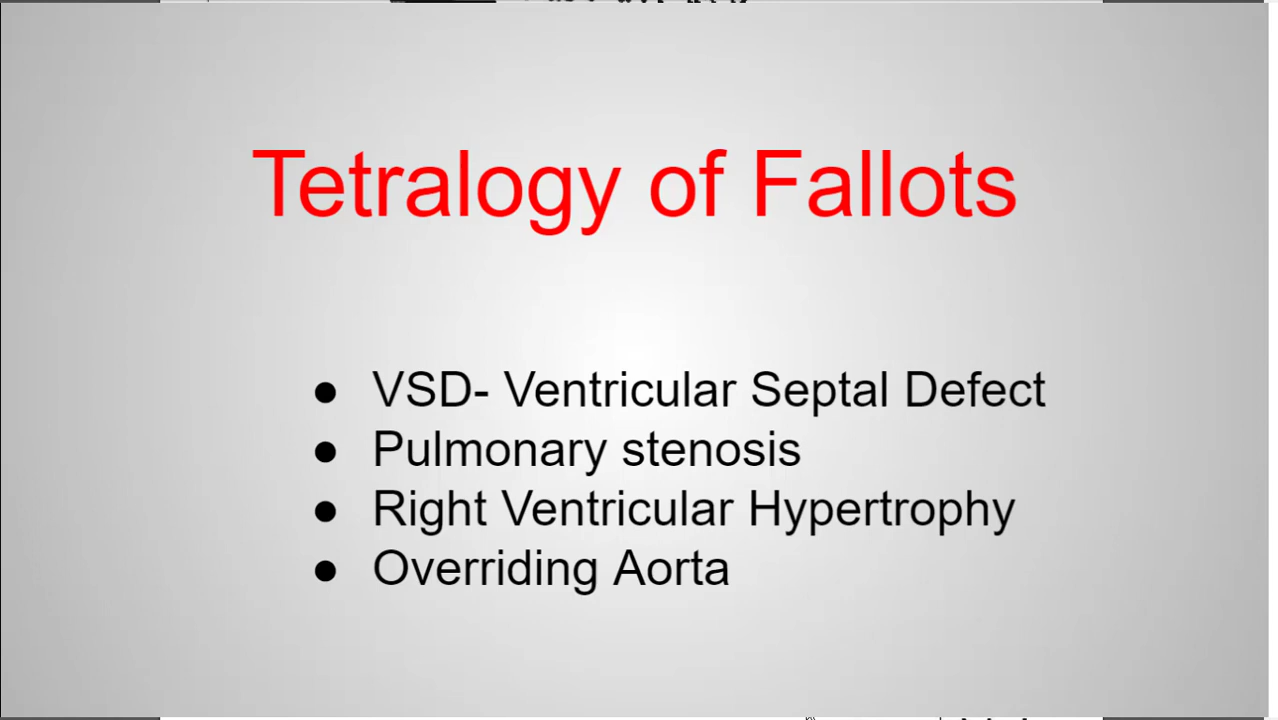 Tetralogy of Fallots
● VSD- Ventricular Septal Defect
● Pulmonary stenosis
● Right Ventricular Hypertrophy
● Overriding Aorta